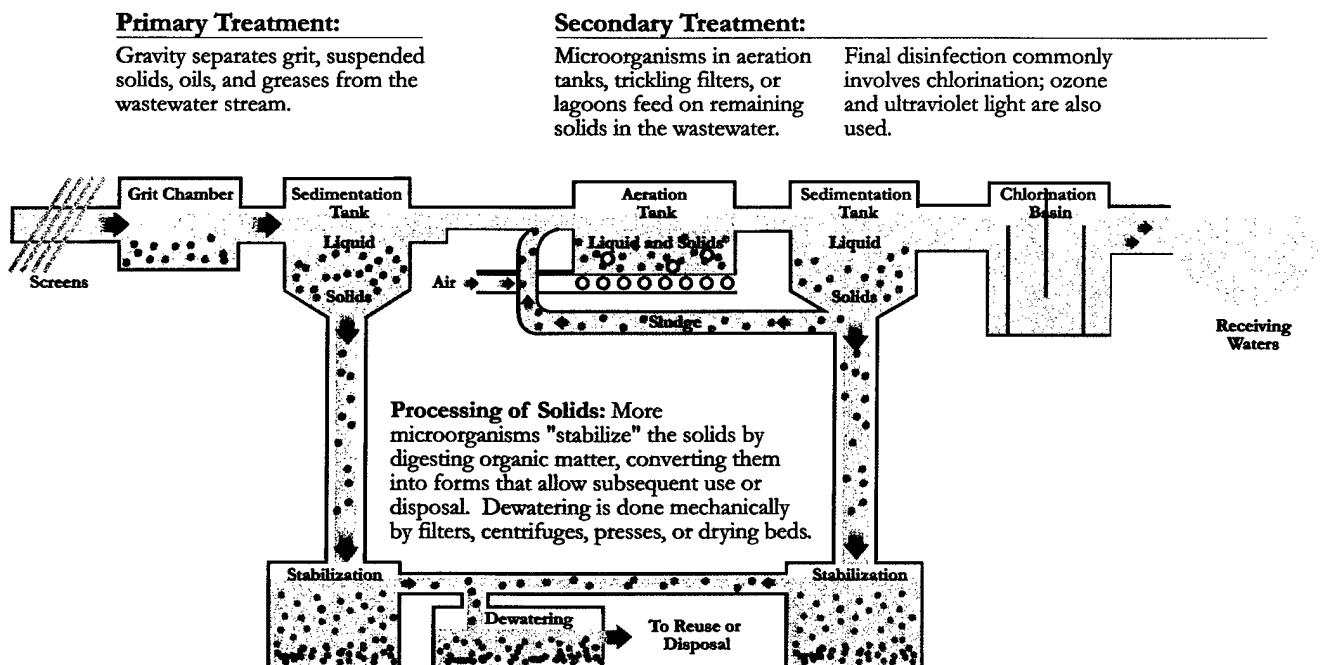 Primary Treatment:
Gravity separates grit, suspended
solids, oils, and greases from the
wastewater stream.
Secondary Treatment:
Microorganisms in aeration
tanks, trickling filters, or
lagoons feed on remaining
solids in the wastewater.
Final disinfection commonly
involves chlorination; ozone
and ultraviolet light are also
used.
Screens
Grit Chamber
Sedimentation
Tank
Liquid
Solids
Air
Aeration
Tank
Liquid and Solids
Sludge
Sedimentation
Tank
Liquid
Solids
Chlorination
Basin
Receiving
Waters
Processing of Solids: More
microorganisms "stabilize" the solids by
digesting organic matter, converting them
into forms that allow subsequent use or
disposal. Dewatering is done mechanically
by filters, centrifuges, presses, or drying beds.
Stabilization
Dewatering
To Reuse or
Disposal
Stabilization